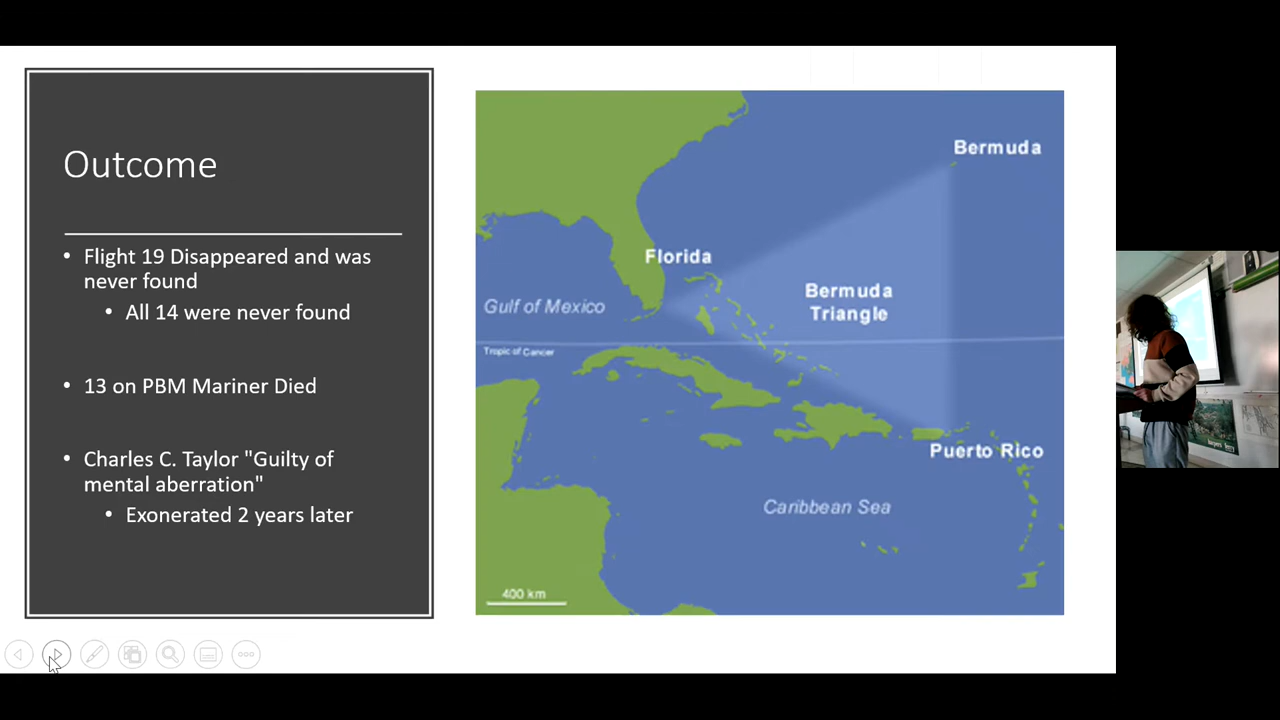 Outcome
• Flight 19 Disappeared and was
never found
• All 14 were never found
• 13 on PBM Mariner Died
• Charles C. Taylor "Guilty of
mental aberration"
• Exonerated 2 years later
Bermuda
Florida
Bermuda
Triangle
Gulf of Mexico
Tropic of Cancer
Puerto Rico
Caribbean Sea
400 km